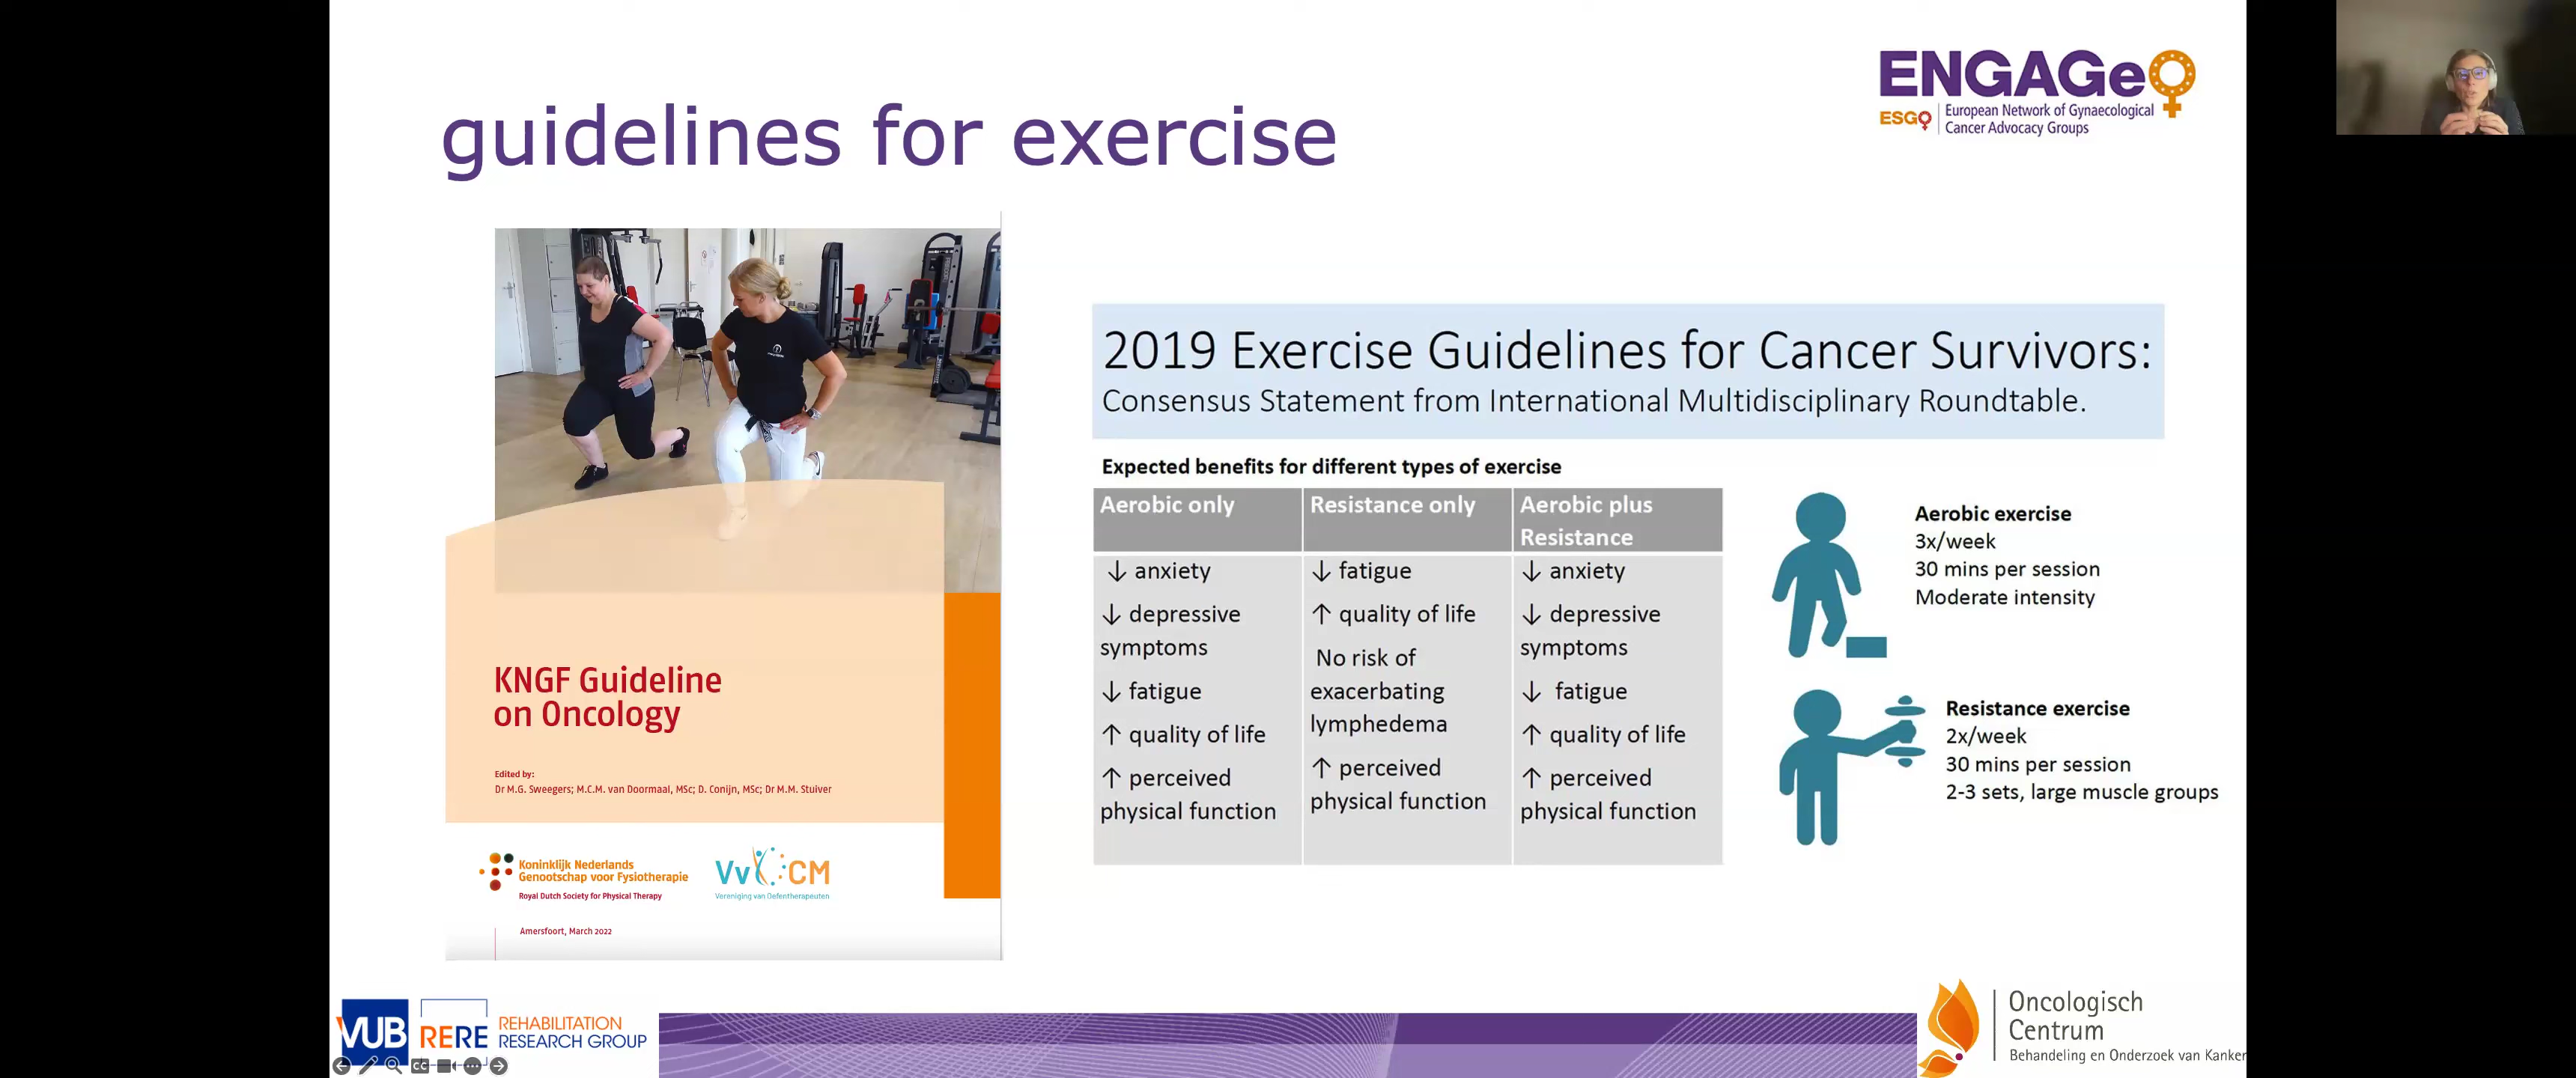 guidelines for exercise
ENGAGe
ESGO
European Network of Gynaecological
Cancer Advocacy Groups
KNGF Guideline
on Oncology
Edited by:
Dr M.G. Sweegers; M.C.M. van Doormaal, MSc; D. Conijn, MSc; Dr M.M. Stuiver
Koninklijk Nederlands
Genootschap voor Fysiotherapie
Royal Dutch Society for Physical Therapy
VvOCM
Vereniging van Oefentherapeuten
Amersfoort, March 2022
2019 Exercise Guidelines for Cancer Survivors:
Consensus Statement from International Multidisciplinary Roundtable.
Expected benefits for different types of exercise
Aerobic only
↓ anxiety
↓ depressive
symptoms
↓ fatigue
↑ quality of life
↑ perceived
physical function
Resistance only
↓ fatigue
↑ quality of life
No risk of
exacerbating
lymphedema
↑ perceived
physical function
Aerobic plus
Resistance
↓ anxiety
↓ depressive
symptoms
↓ fatigue
↑ quality of life
↑ perceived
physical function
Aerobic exercise
3x/week
30 mins per session
Moderate intensity
Resistance exercise
2x/week
30 mins per session
2-3 sets, large muscle groups
VUB
RERE
REHABILITATION
RESEARCH GROUP
CC
Oncologisch
Centrum
Behandeling en Onderzoek van Kanker